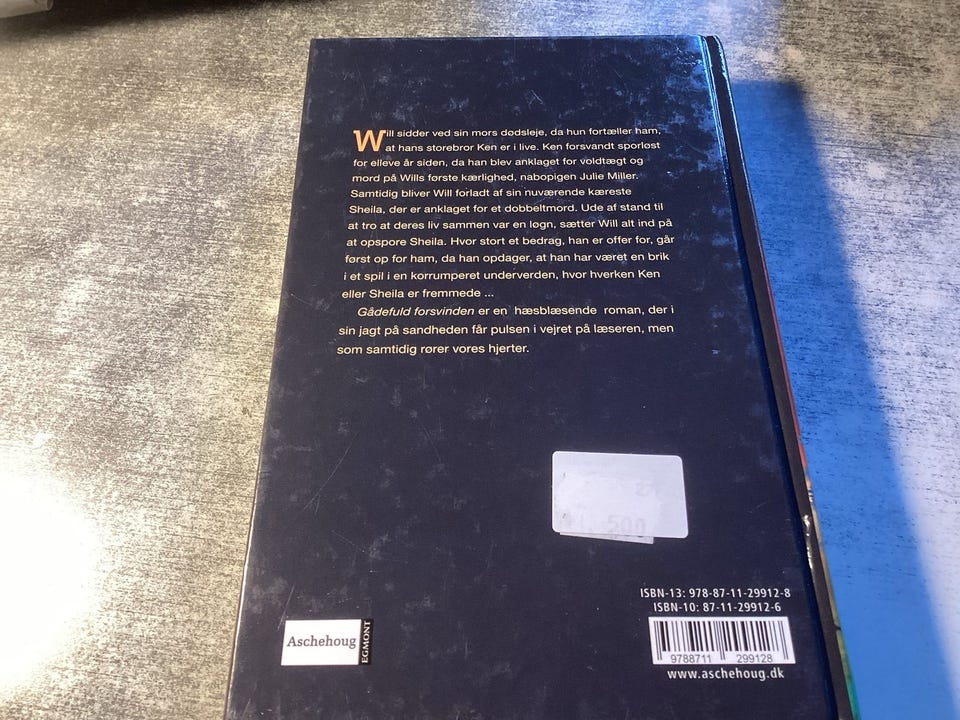 Will sidder ved sin mors dødsleje, da hun fortæller ham,
at hans storebror Ken er i live. Ken forsvandt sporløst
for elleve år siden, da han blev anklaget for voldtægt og
mord på Wills første kærlighed, nabopigen Julie Miller.
Samtidig bliver Will forladt af sin nuværende kæreste
Sheila, der er anklaget for et dobbeltmord. Ude af stand til
at tro at deres liv sammen var en løgn, sætter Will alt ind på
at opspore Sheila. Hvor stort et bedrag, han er offer for, går
først op for ham, da han opdager, at han har været en brik
i et spil i en korrumperet underverden, hvor hverken Ken
eller Sheila er fremmede ...
Gådefuld forsvinden er en hæsblæsende roman, der i
sin jagt på sandheden får pulsen i vejret på læseren, men
som samtidig rører vores hjerter.
ISBN-13: 978-87-11-29912-8
ISBN-10: 87-11-29912-6
Aschehoug
EGMONT
9788711 299128
www.aschehoug.dk